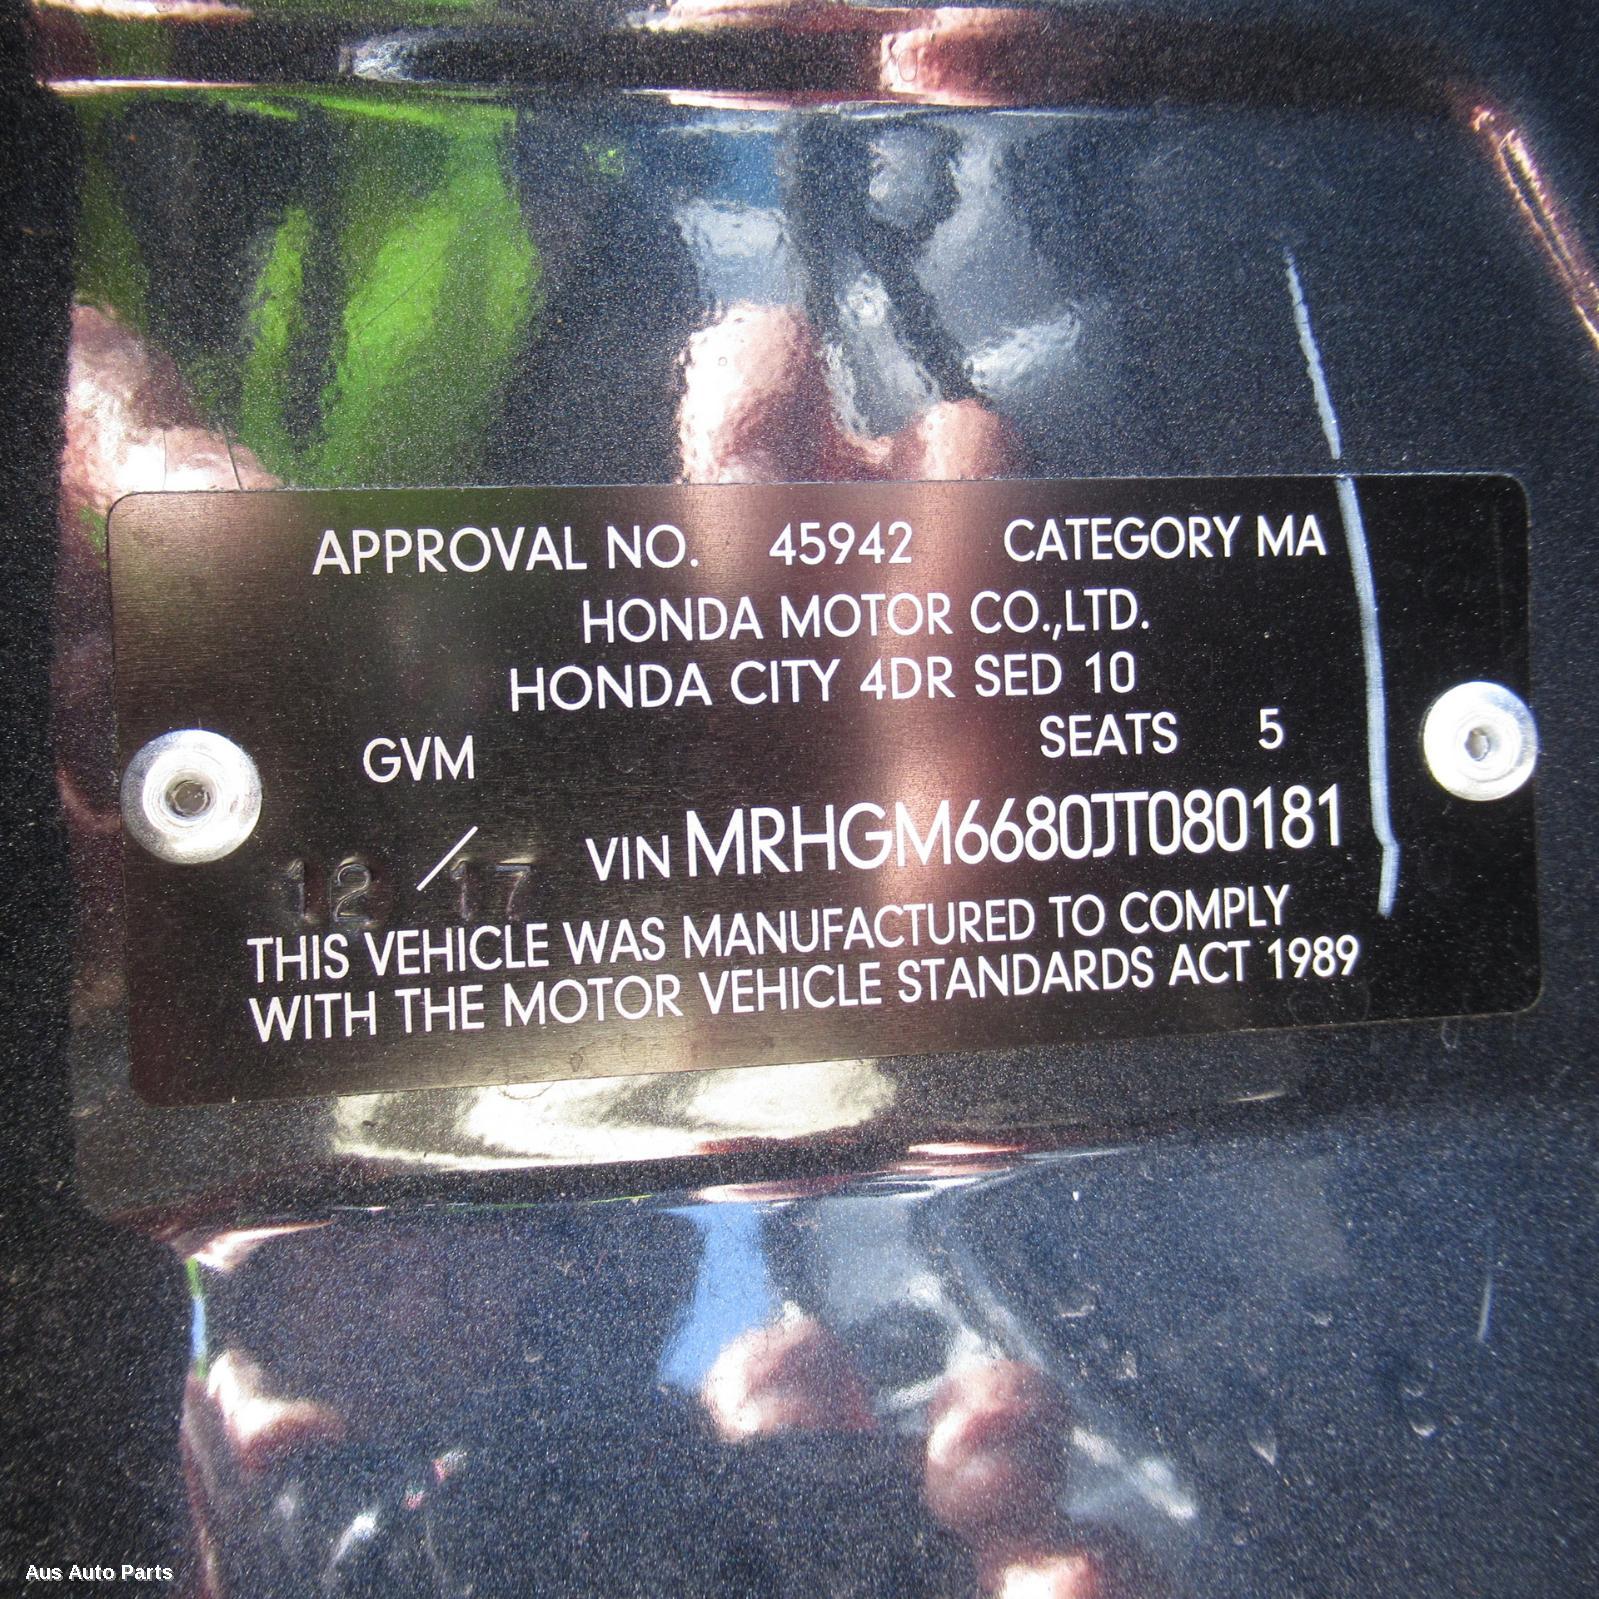 APPROVAL NO. 45942 CATEGORY MA
HONDA MOTOR CO.,LTD.
HONDA CITY 4DR SED 10
GVM SEATS 5
12 / 17 VIN MRHGM6680JT080181
THIS VEHICLE WAS MANUFACTURED TO COMPLY
WITH THE MOTOR VEHICLE STANDARDS ACT 1989
Aus Auto Parts